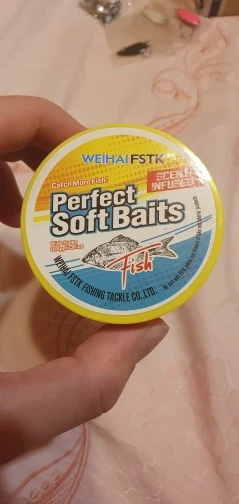 WEIHAI FSTK
Catch More Fish!
SCENT
INFUSED
Perfect
Soft Baits
Fish
WEIHAI FSTK FISHING TACKLE CO.,LTD.